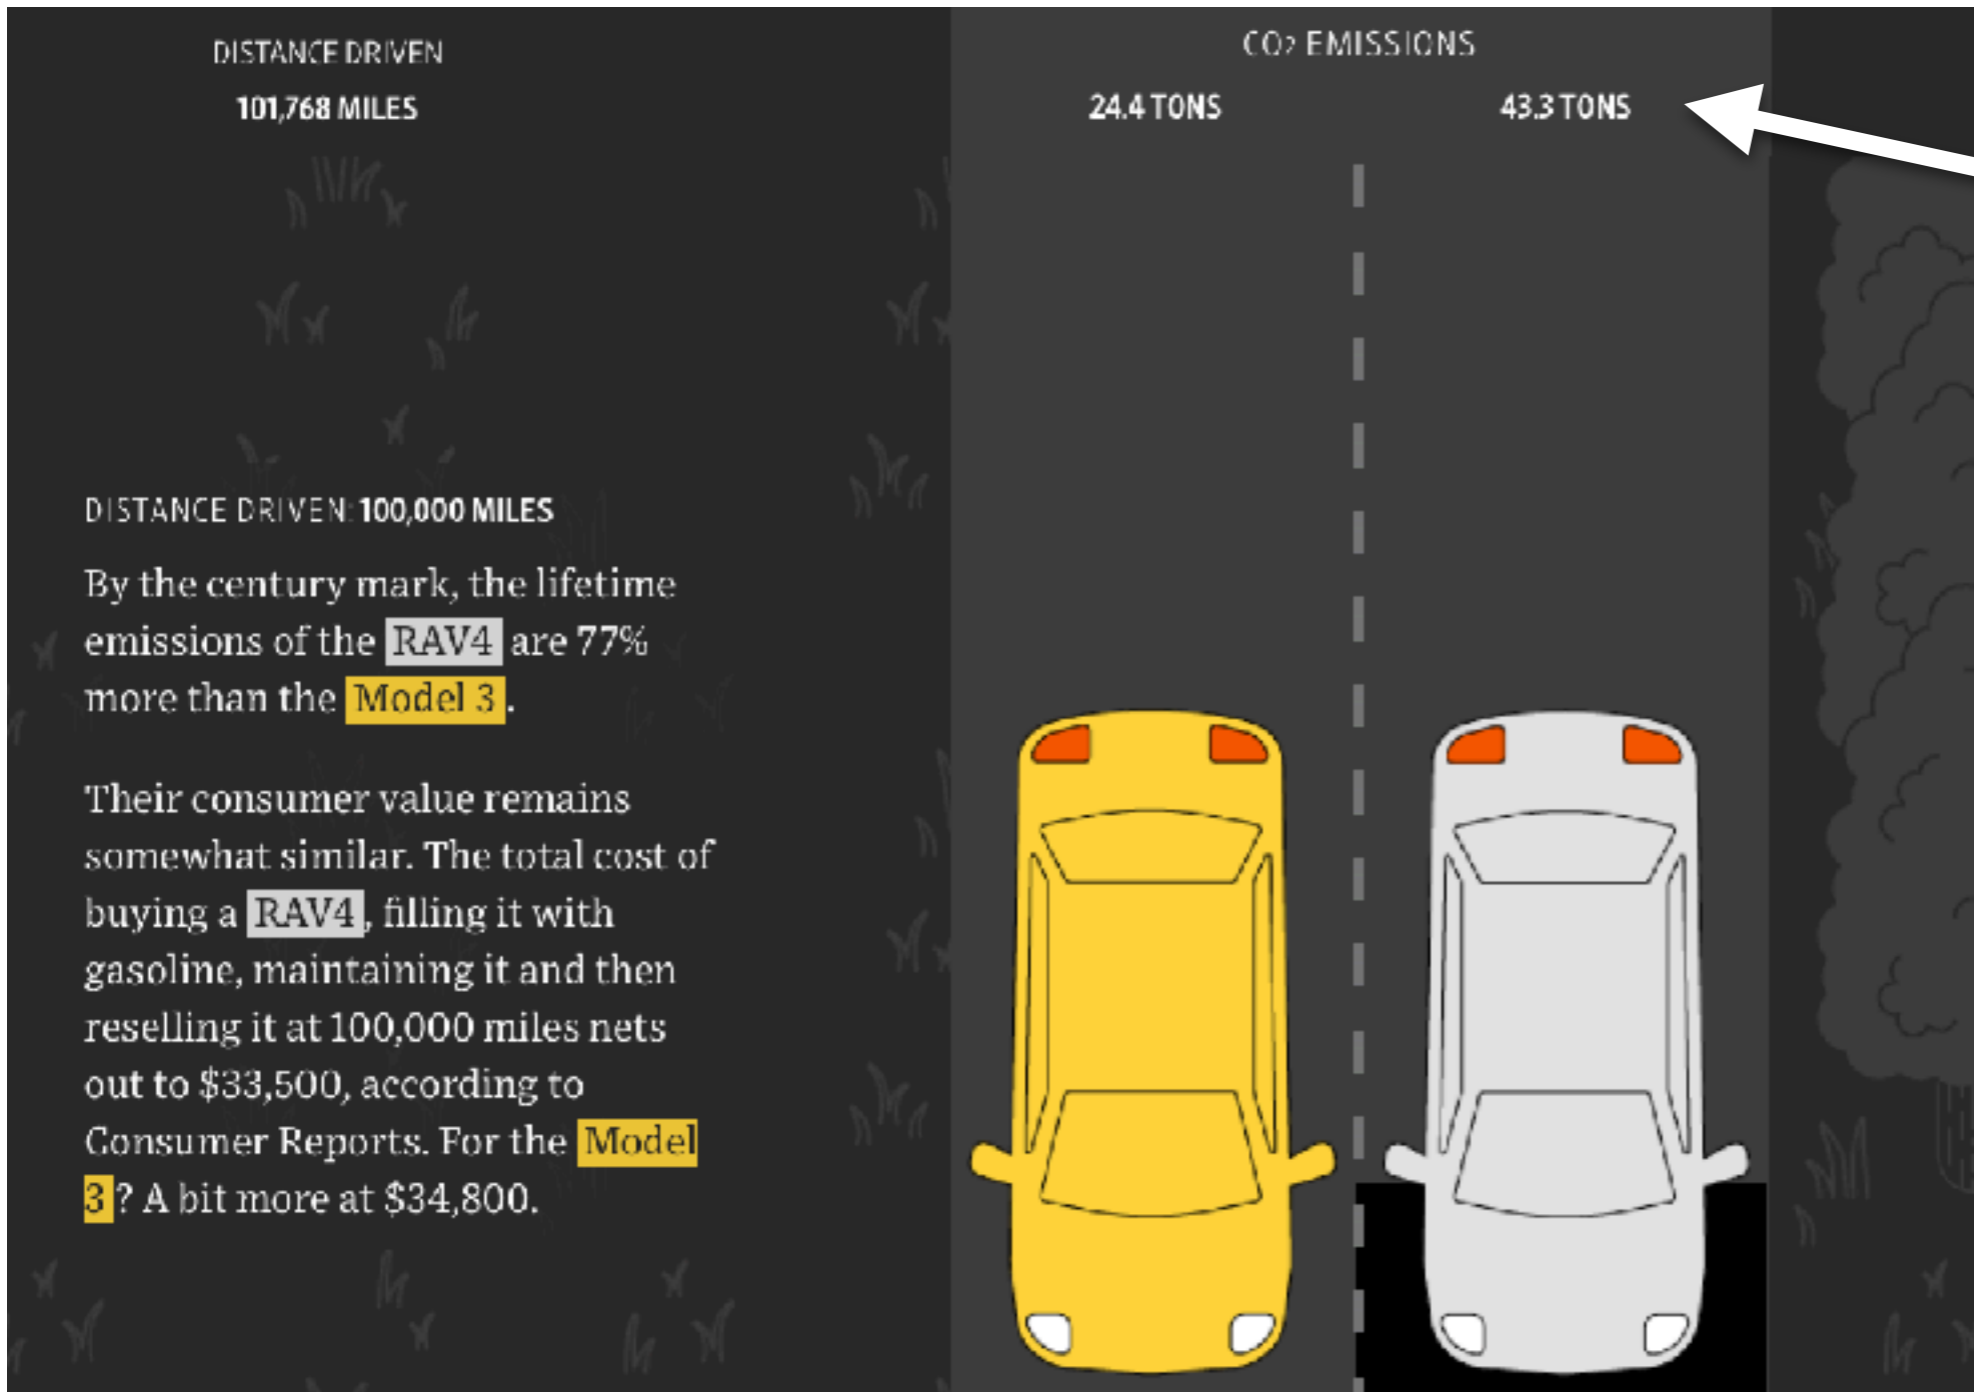 DISTANCE DRIVEN
101,768 MILES
CO₂ EMISSIONS
24.4 TONS
43.3 TONS
DISTANCE DRIVEN: 100,000 MILES
By the century mark, the lifetime
emissions of the RAV4 are 77%
more than the Model 3.
Their consumer value remains
somewhat similar. The total cost of
buying a RAV4, filling it with
gasoline, maintaining it and then
reselling it at 100,000 miles nets
out to $33,500, according to
Consumer Reports. For the Model
3? A bit more at $34,800.